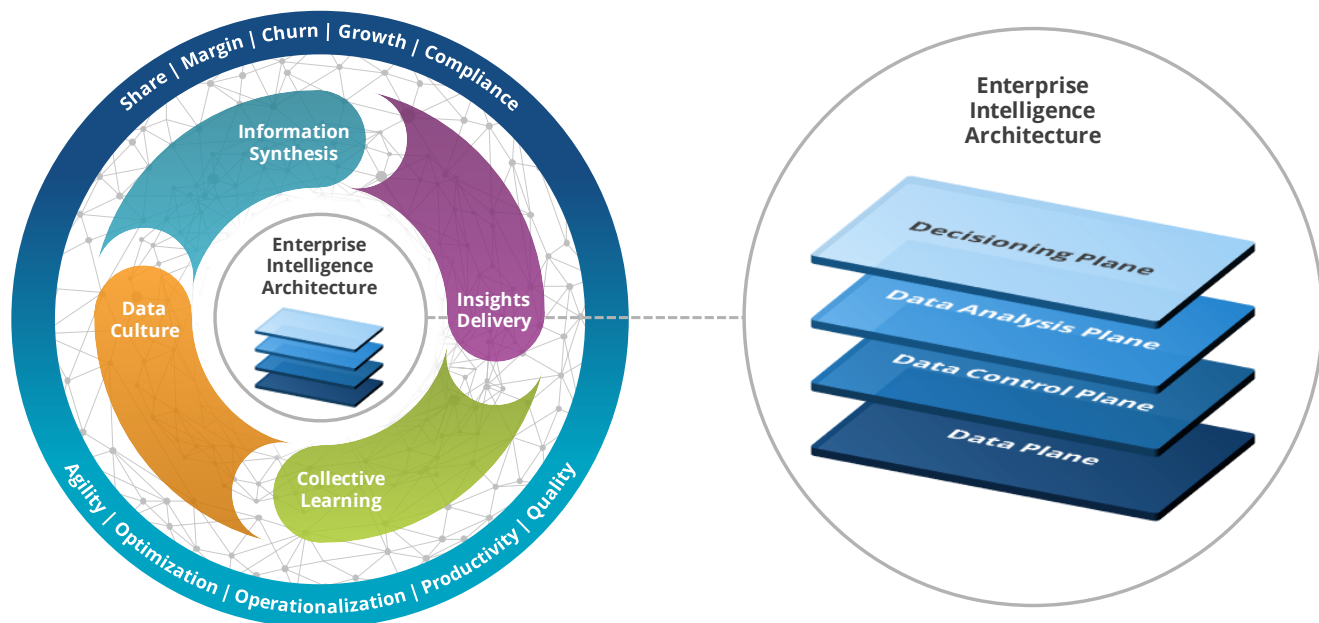 Share | Margin | Churn | Growth | Compliance
Information
Synthesis
Insights
Delivery
Collective
Learning
Data
Culture
Enterprise
Intelligence
Architecture
Agility | Optimization | Operationalization | Productivity | Quality
Enterprise
Intelligence
Architecture
Decisioning Plane
Data Analysis Plane
Data Control Plane
Data Plane